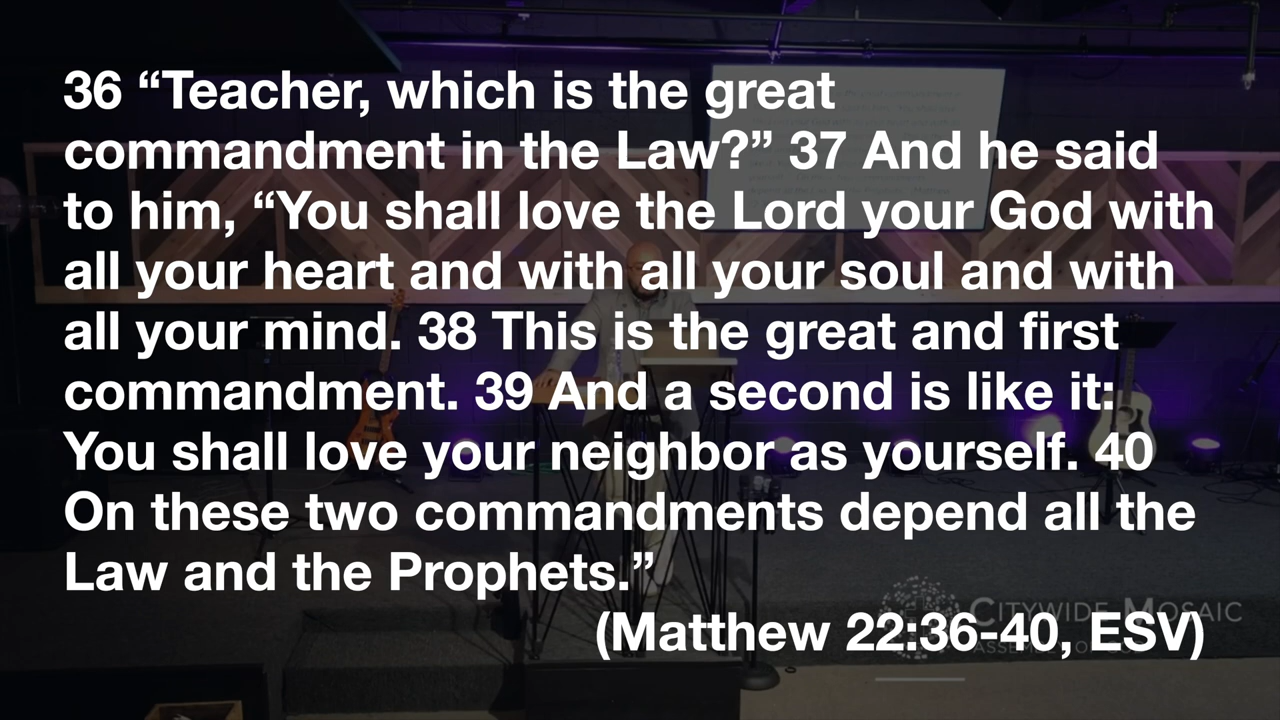 36 “Teacher, which is the great
commandment in the Law?” 37 And he said
to him, “You shall love the Lord your God with
all your heart and with all your soul and with
all your mind. 38 This is the great and first
commandment. 39 And a second is like it:
You shall love your neighbor as yourself. 40
On these two commandments depend all the
Law and the Prophets.”
(Matthew 22:36-40, ESV)
CITYWIDE MOSAIC